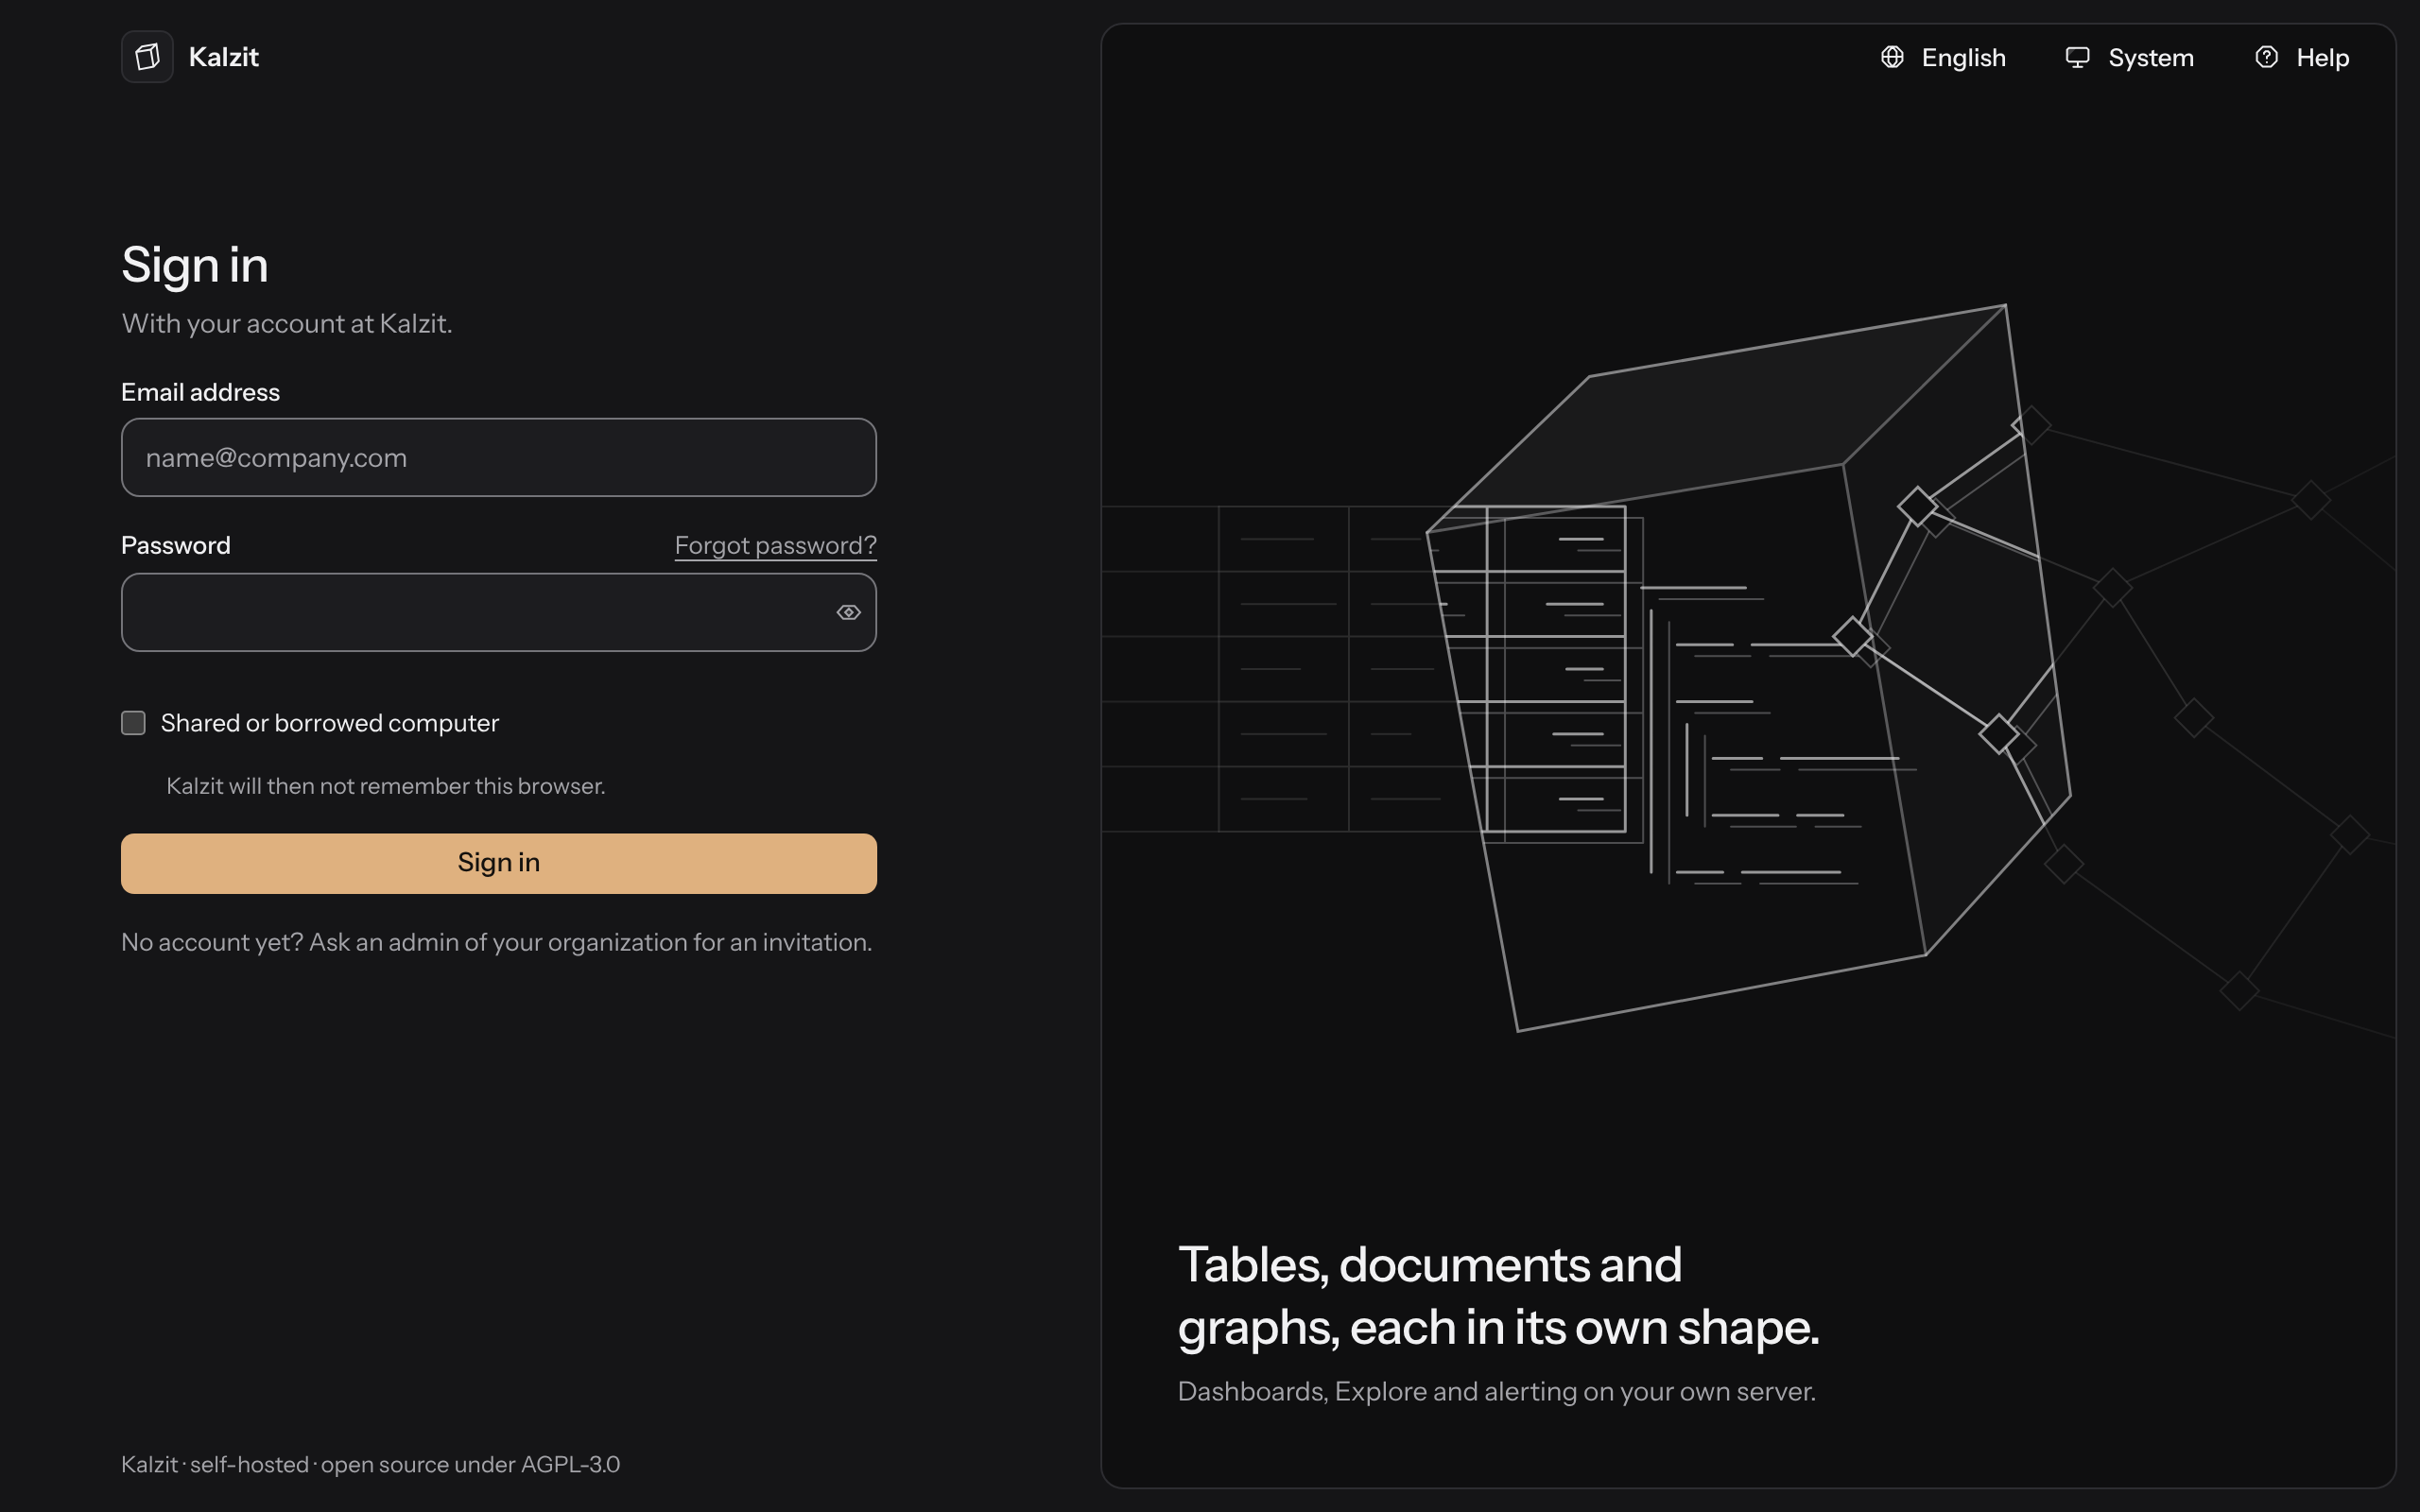 Kalzit
English
System
Help
Sign in
With your account at Kalzit.
Email address
name@company.com
Password
Forgot password?
Shared or borrowed computer
Kalzit will then not remember this browser.
Sign in
No account yet? Ask an admin of your organization for an invitation.
Tables, documents and
graphs, each in its own shape.
Dashboards, Explore and alerting on your own server.
Kalzit · self-hosted · open source under AGPL-3.0